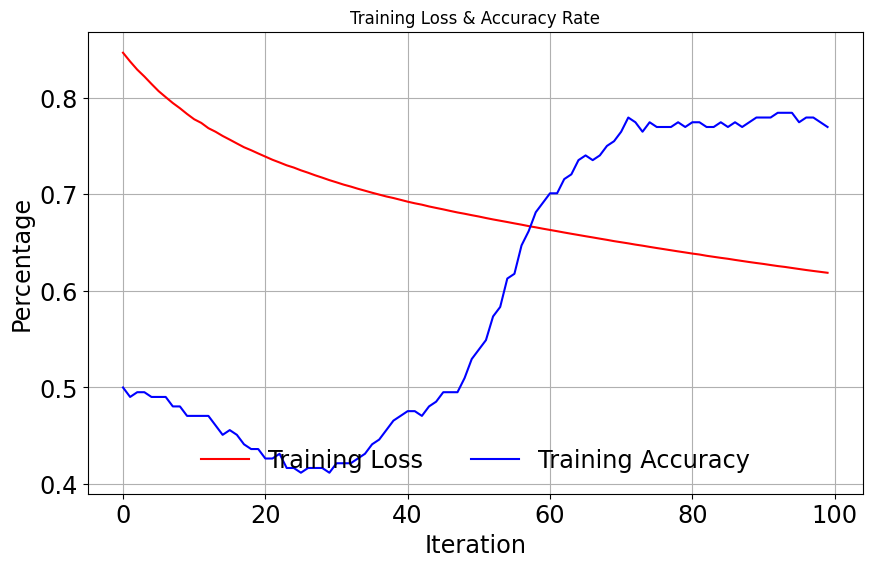 Training Loss & Accuracy Rate
Percentage
0.8
0.7
0.6
0.5
0.4
Training Loss Training Accuracy
0 20 40 60 80 100
Iteration